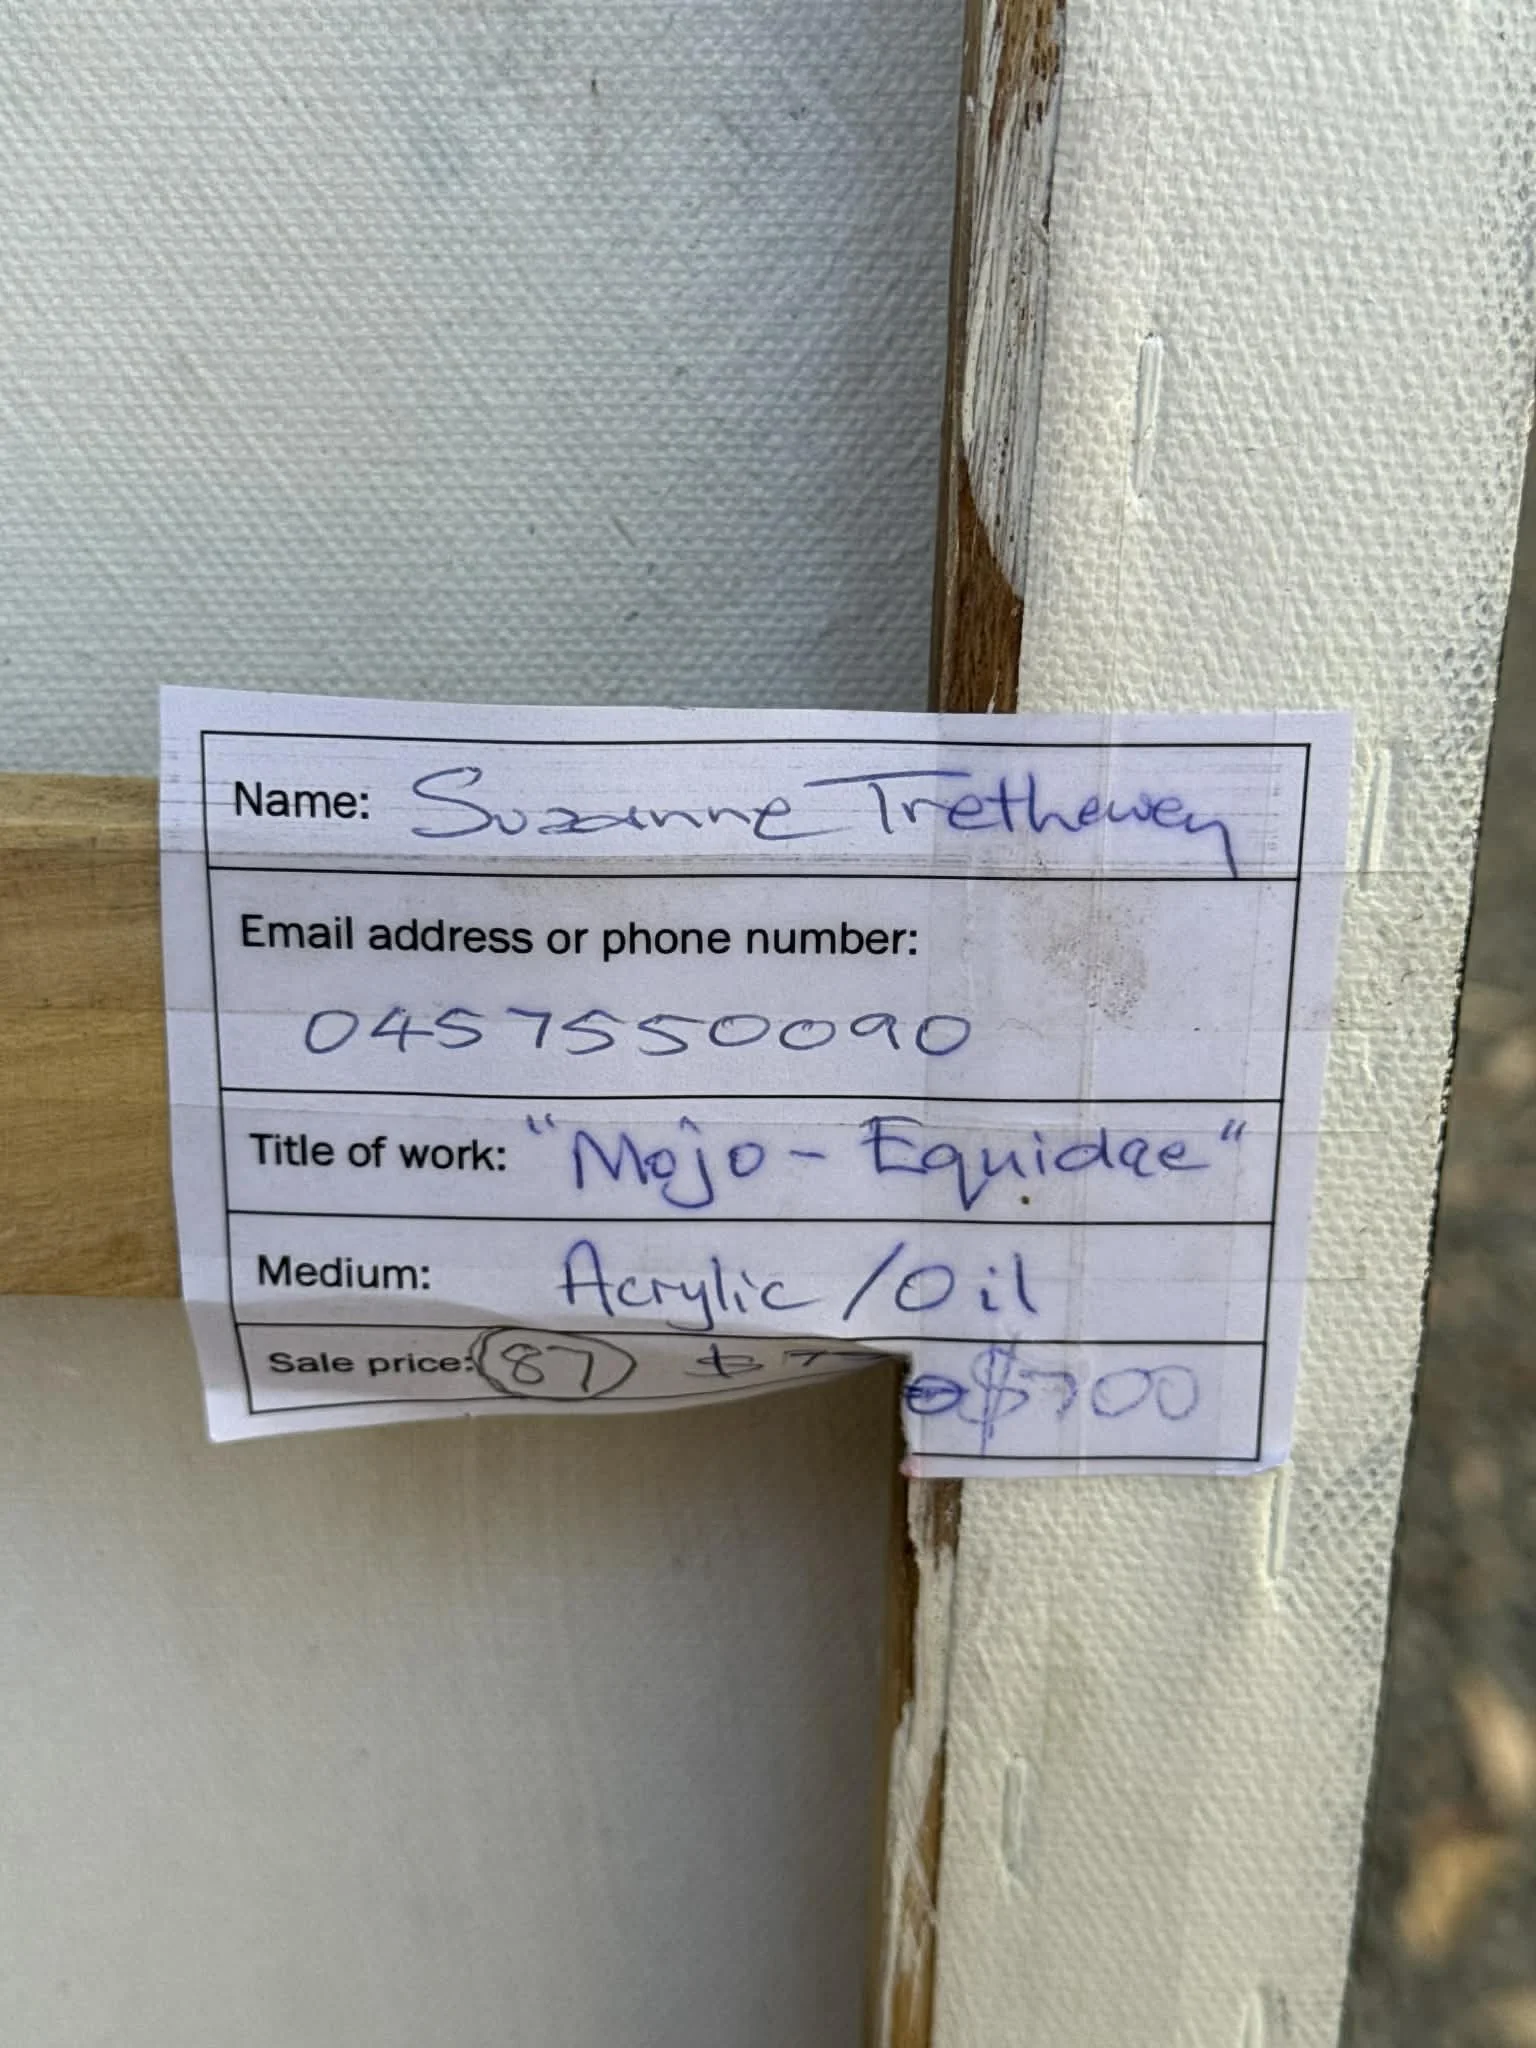 Name: Suzanne Trethewey
Email address or phone number:
0457550090
Title of work: "Mojo - Equidae"
Medium: Acrylic / Oil
Sale price: 87 $ $700